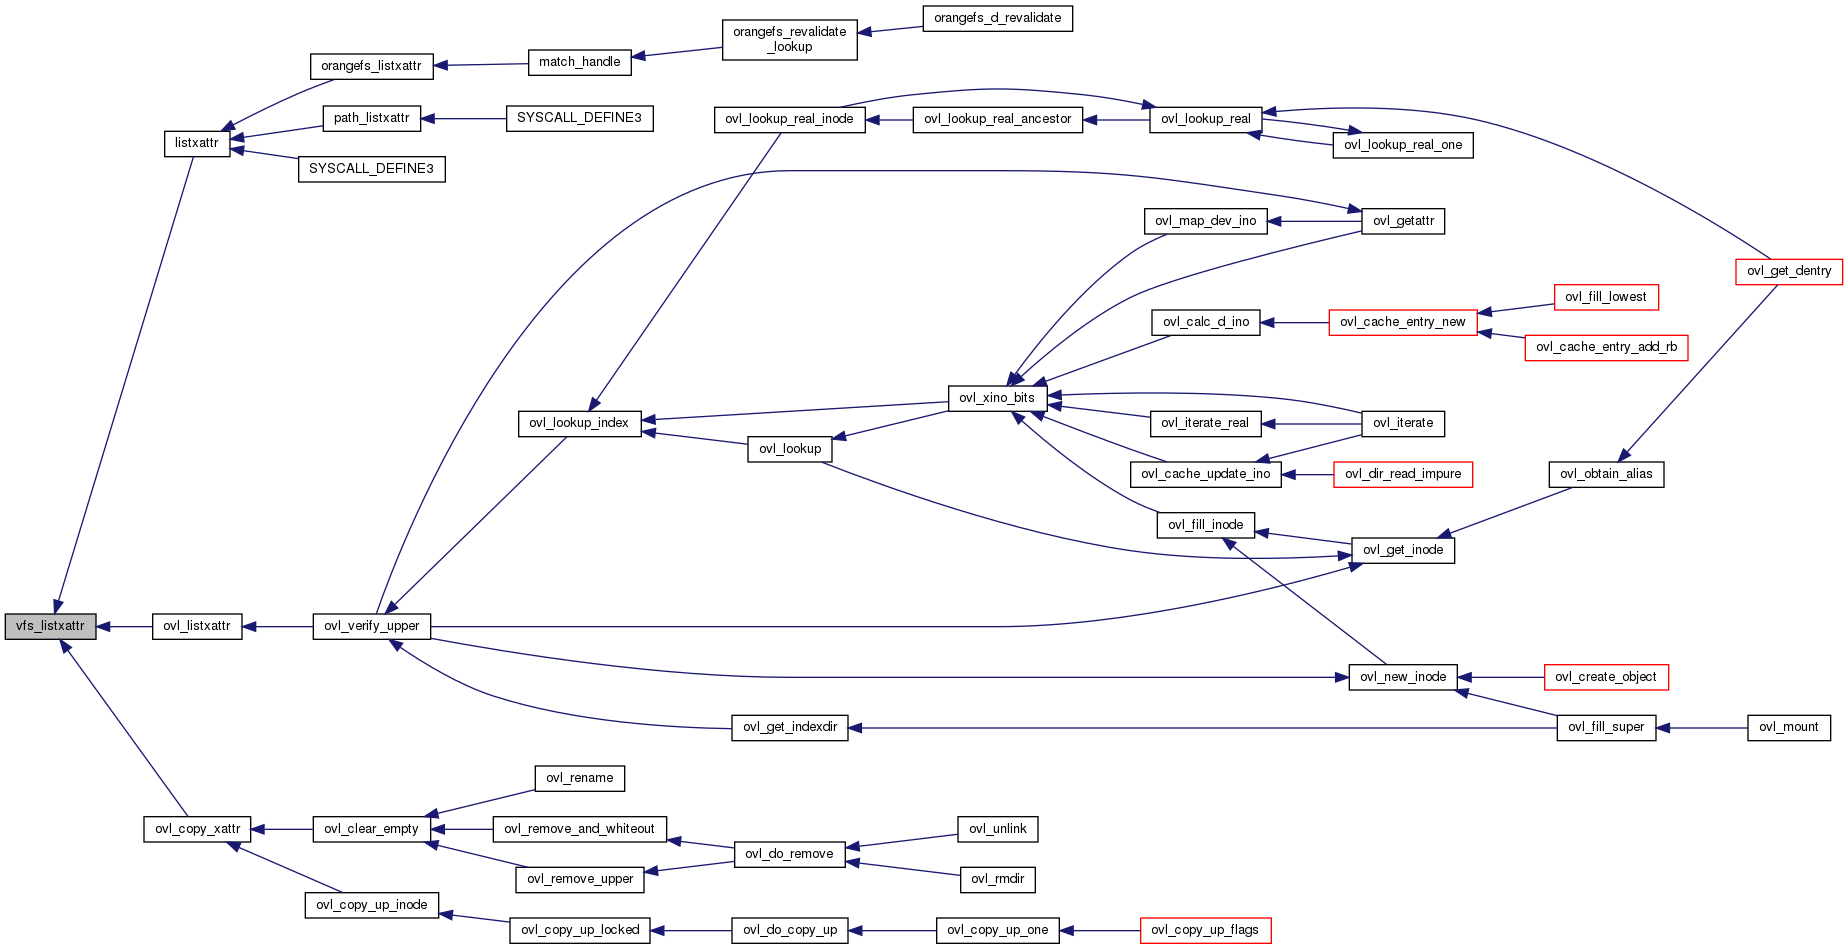 orangefs_d_revalidate
orangefs_revalidate
_lookup
match_handle
orangefs_listxattr
path_listxattr
SYSCALL_DEFINE3
ovl_lookup_real_inode
ovl_lookup_real_ancestor
ovl_lookup_real
listxattr
ovl_lookup_real_one
SYSCALL_DEFINE3
ovl_map_dev_ino
ovl_getattr
ovl_get_dentry
ovl_fill_lowest
ovl_calc_d_ino
ovl_cache_entry_new
ovl_cache_entry_add_rb
ovl_xino_bits
ovl_lookup_index
ovl_iterate_real
ovl_iterate
ovl_lookup
ovl_cache_update_ino
ovl_dir_read_impure
ovl_obtain_alias
ovl_fill_inode
ovl_get_inode
vfs_listxattr
ovl_listxattr
ovl_verify_upper
ovl_new_inode
ovl_create_object
ovl_get_indexdir
ovl_fill_super
ovl_mount
ovl_rename
ovl_copy_xattr
ovl_clear_empty
ovl_remove_and_whiteout
ovl_unlink
ovl_do_remove
ovl_remove_upper
ovl_rmdir
ovl_copy_up_inode
ovl_copy_up_locked
ovl_do_copy_up
ovl_copy_up_one
ovl_copy_up_flags